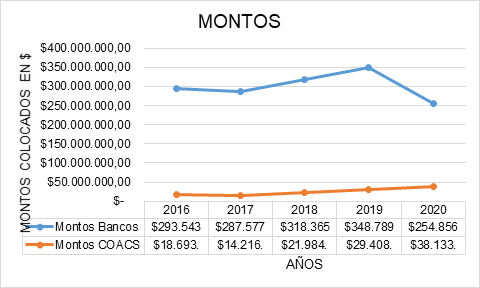 MONTOS
MONTOS COLOCADOS EN $
$400.000.000,00
$350.000.000,00
$300.000.000,00
$250.000.000,00
$200.000.000,00
$150.000.000,00
$100.000.000,00
$50.000.000,00
$-
2016 2017 2018 2019 2020
Montos Bancos $293.543 $287.577 $318.365 $348.789 $254.856
Montos COACS $18.693. $14.216. $21.984. $29.408. $38.133.
AÑOS